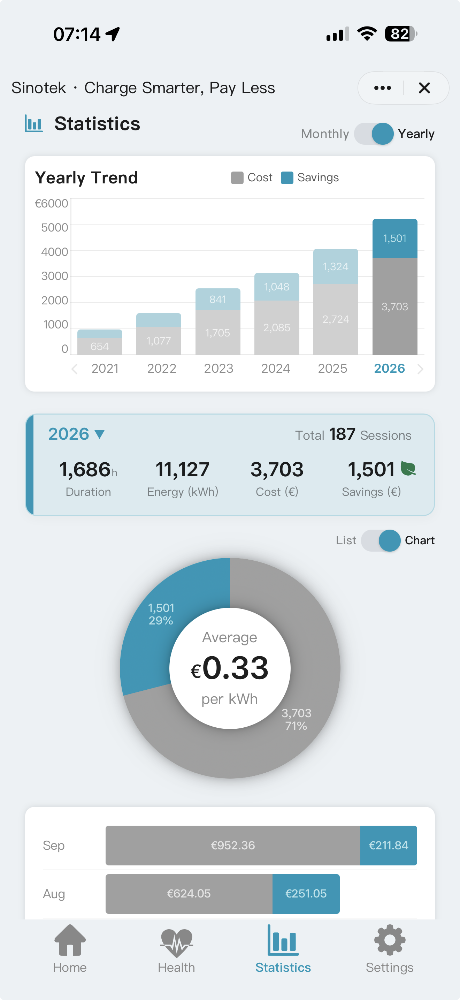 07:14 82
Sinotek · Charge Smarter, Pay Less
Statistics
Monthly Yearly
Yearly Trend Cost Savings
€6000
5000
4000
3000
2000
1000
0
654
1,077
841
1,705
1,048
2,085
1,324
2,724
1,501
3,703
2021 2022 2023 2024 2025 2026
2026 Total 187 Sessions
1,686h 11,127 3,703 1,501
Duration Energy (kWh) Cost (€) Savings (€)
List Chart
1,501
29%
Average
€0.33
per kWh
3,703
71%
Sep €952.36 €211.84
Aug €624.05 €251.05
Home Health Statistics Settings